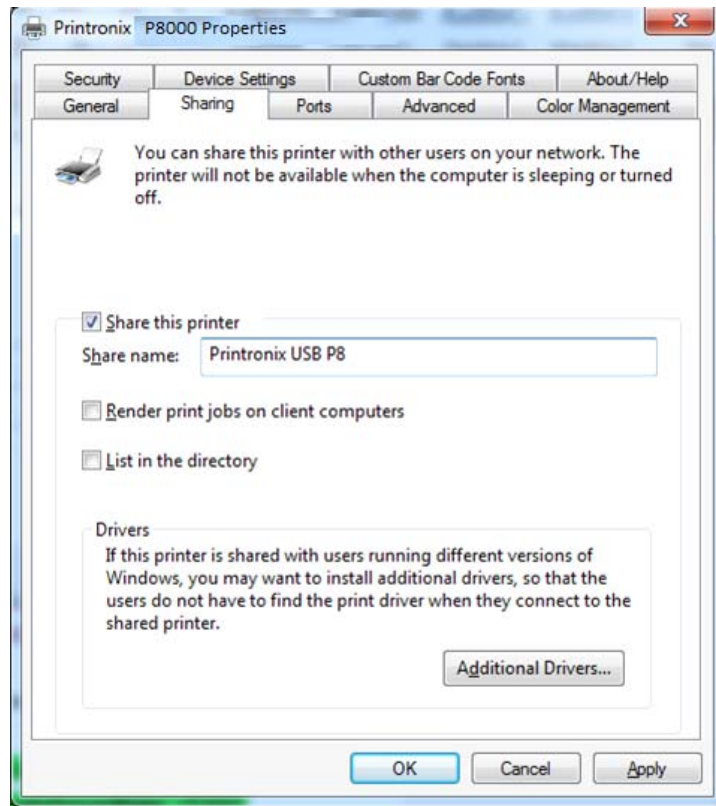 Printronix P8000 Properties
Security Device Settings Custom Bar Code Fonts About/Help
General Sharing Ports Advanced Color Management
You can share this printer with other users on your network. The
printer will not be available when the computer is sleeping or turned
off.
Share this printer
Share name: Printronix USB P8
Render print jobs on client computers
List in the directory
Drivers
If this printer is shared with users running different versions of
Windows, you may want to install additional drivers, so that the
users do not have to find the print driver when they connect to the
shared printer.
Additional Drivers...
OK Cancel Apply